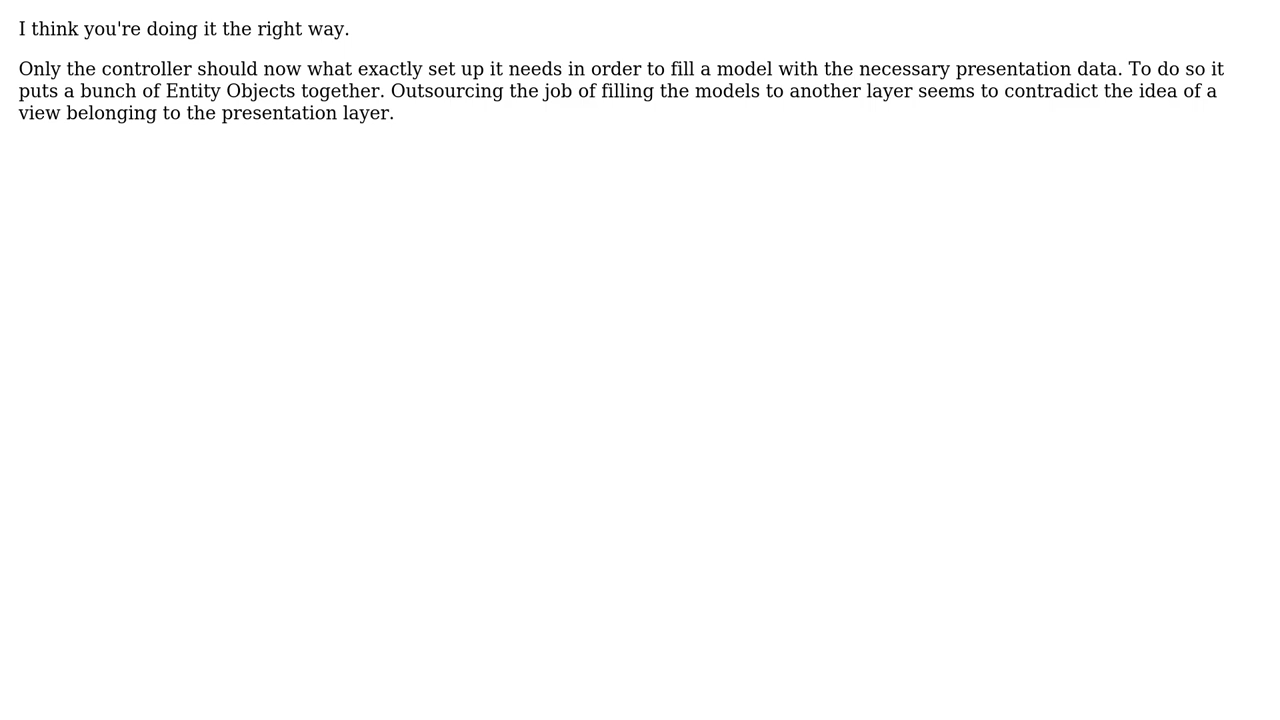 I think you're doing it the right way.
Only the controller should now what exactly set up it needs in order to fill a model with the necessary presentation data. To do so it
puts a bunch of Entity Objects together. Outsourcing the job of filling the models to another layer seems to contradict the idea of a
view belonging to the presentation layer.